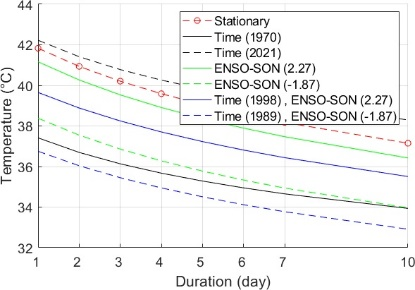 44
42
40
38
36
34
32
Temperature (°C)
Stationary
Time (1970)
Time (2021)
ENSO-SON (2.27)
ENSO-SON (-1.87)
Time (1998) , ENSO-SON (2.27)
Time (1989) , ENSO-SON (-1.87)
1 2 3 4 5 6 7 10
Duration (day)